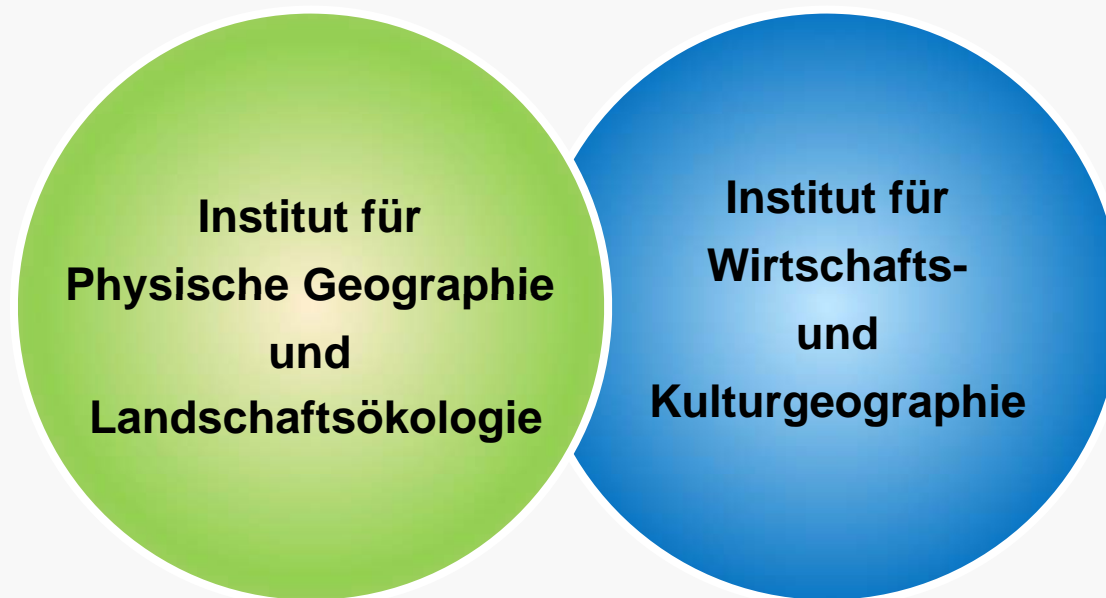 Institut für
Physische Geographie
und
Landschaftsökologie
Institut für
Wirtschafts-
und
Kulturgeographie